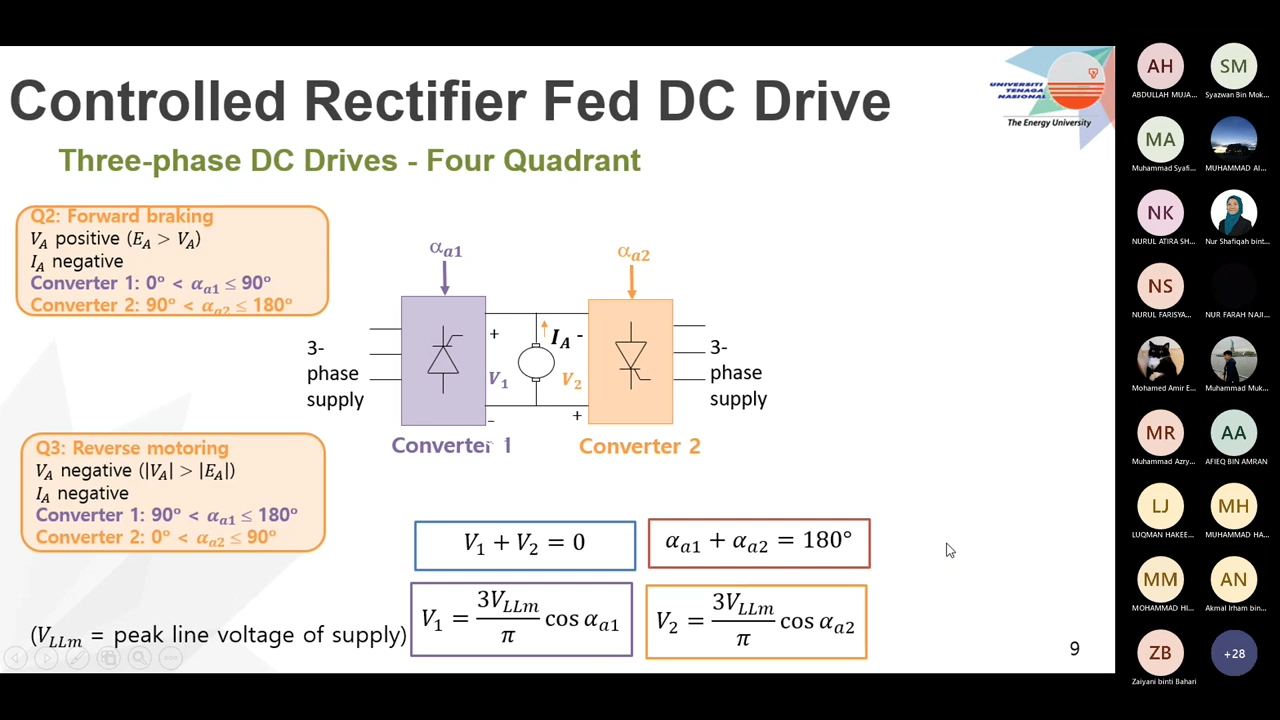 Controlled Rectifier Fed DC Drive
UNIVERSITI
TENAGA
NASIONAL
The Energy University
Three-phase DC Drives - Four Quadrant
Q2: Forward braking
V_A positive (E_A > V_A)
I_A negative
Converter 1: 0° < α_a1 ≤ 90°
Converter 2: 90° < α_a2 ≤ 180°
Q3: Reverse motoring
V_A negative (|V_A| > |E_A|)
I_A negative
Converter 1: 90° < α_a1 ≤ 180°
Converter 2: 0° < α_a2 ≤ 90°
α_a1
α_a2
3-
phase
supply
+
V_1
−
I_A
-
V_2
+
3-
phase
supply
Converter 1
Converter 2
V_1 + V_2 = 0
α_a1 + α_a2 = 180°
V_1 = 3V_LLm/π cos α_a1
V_2 = 3V_LLm/π cos α_a2
(V_LLm = peak line voltage of supply)
9
AH
ABDULLAH MUJA...
SM
Syazwan Bin Mok...
MA
Muhammad Syafi...
MUHAMMAD AI...
NK
NURUL ATIRA SH...
Nur Shafiqah bint...
NS
NURUL FARISYA...
NUR FARAH NAJI...
Mohamed Amir E...
Muhammad Muk...
MR
Muhammad Azry...
AA
AFIEQ BIN AMRAN
LJ
LUQMAN HAKEE...
MH
MUHAMMAD HA...
MM
MOHAMMAD HI...
AN
Akmal Irham bin...
ZB
Zaiyani binti Bahari
+28